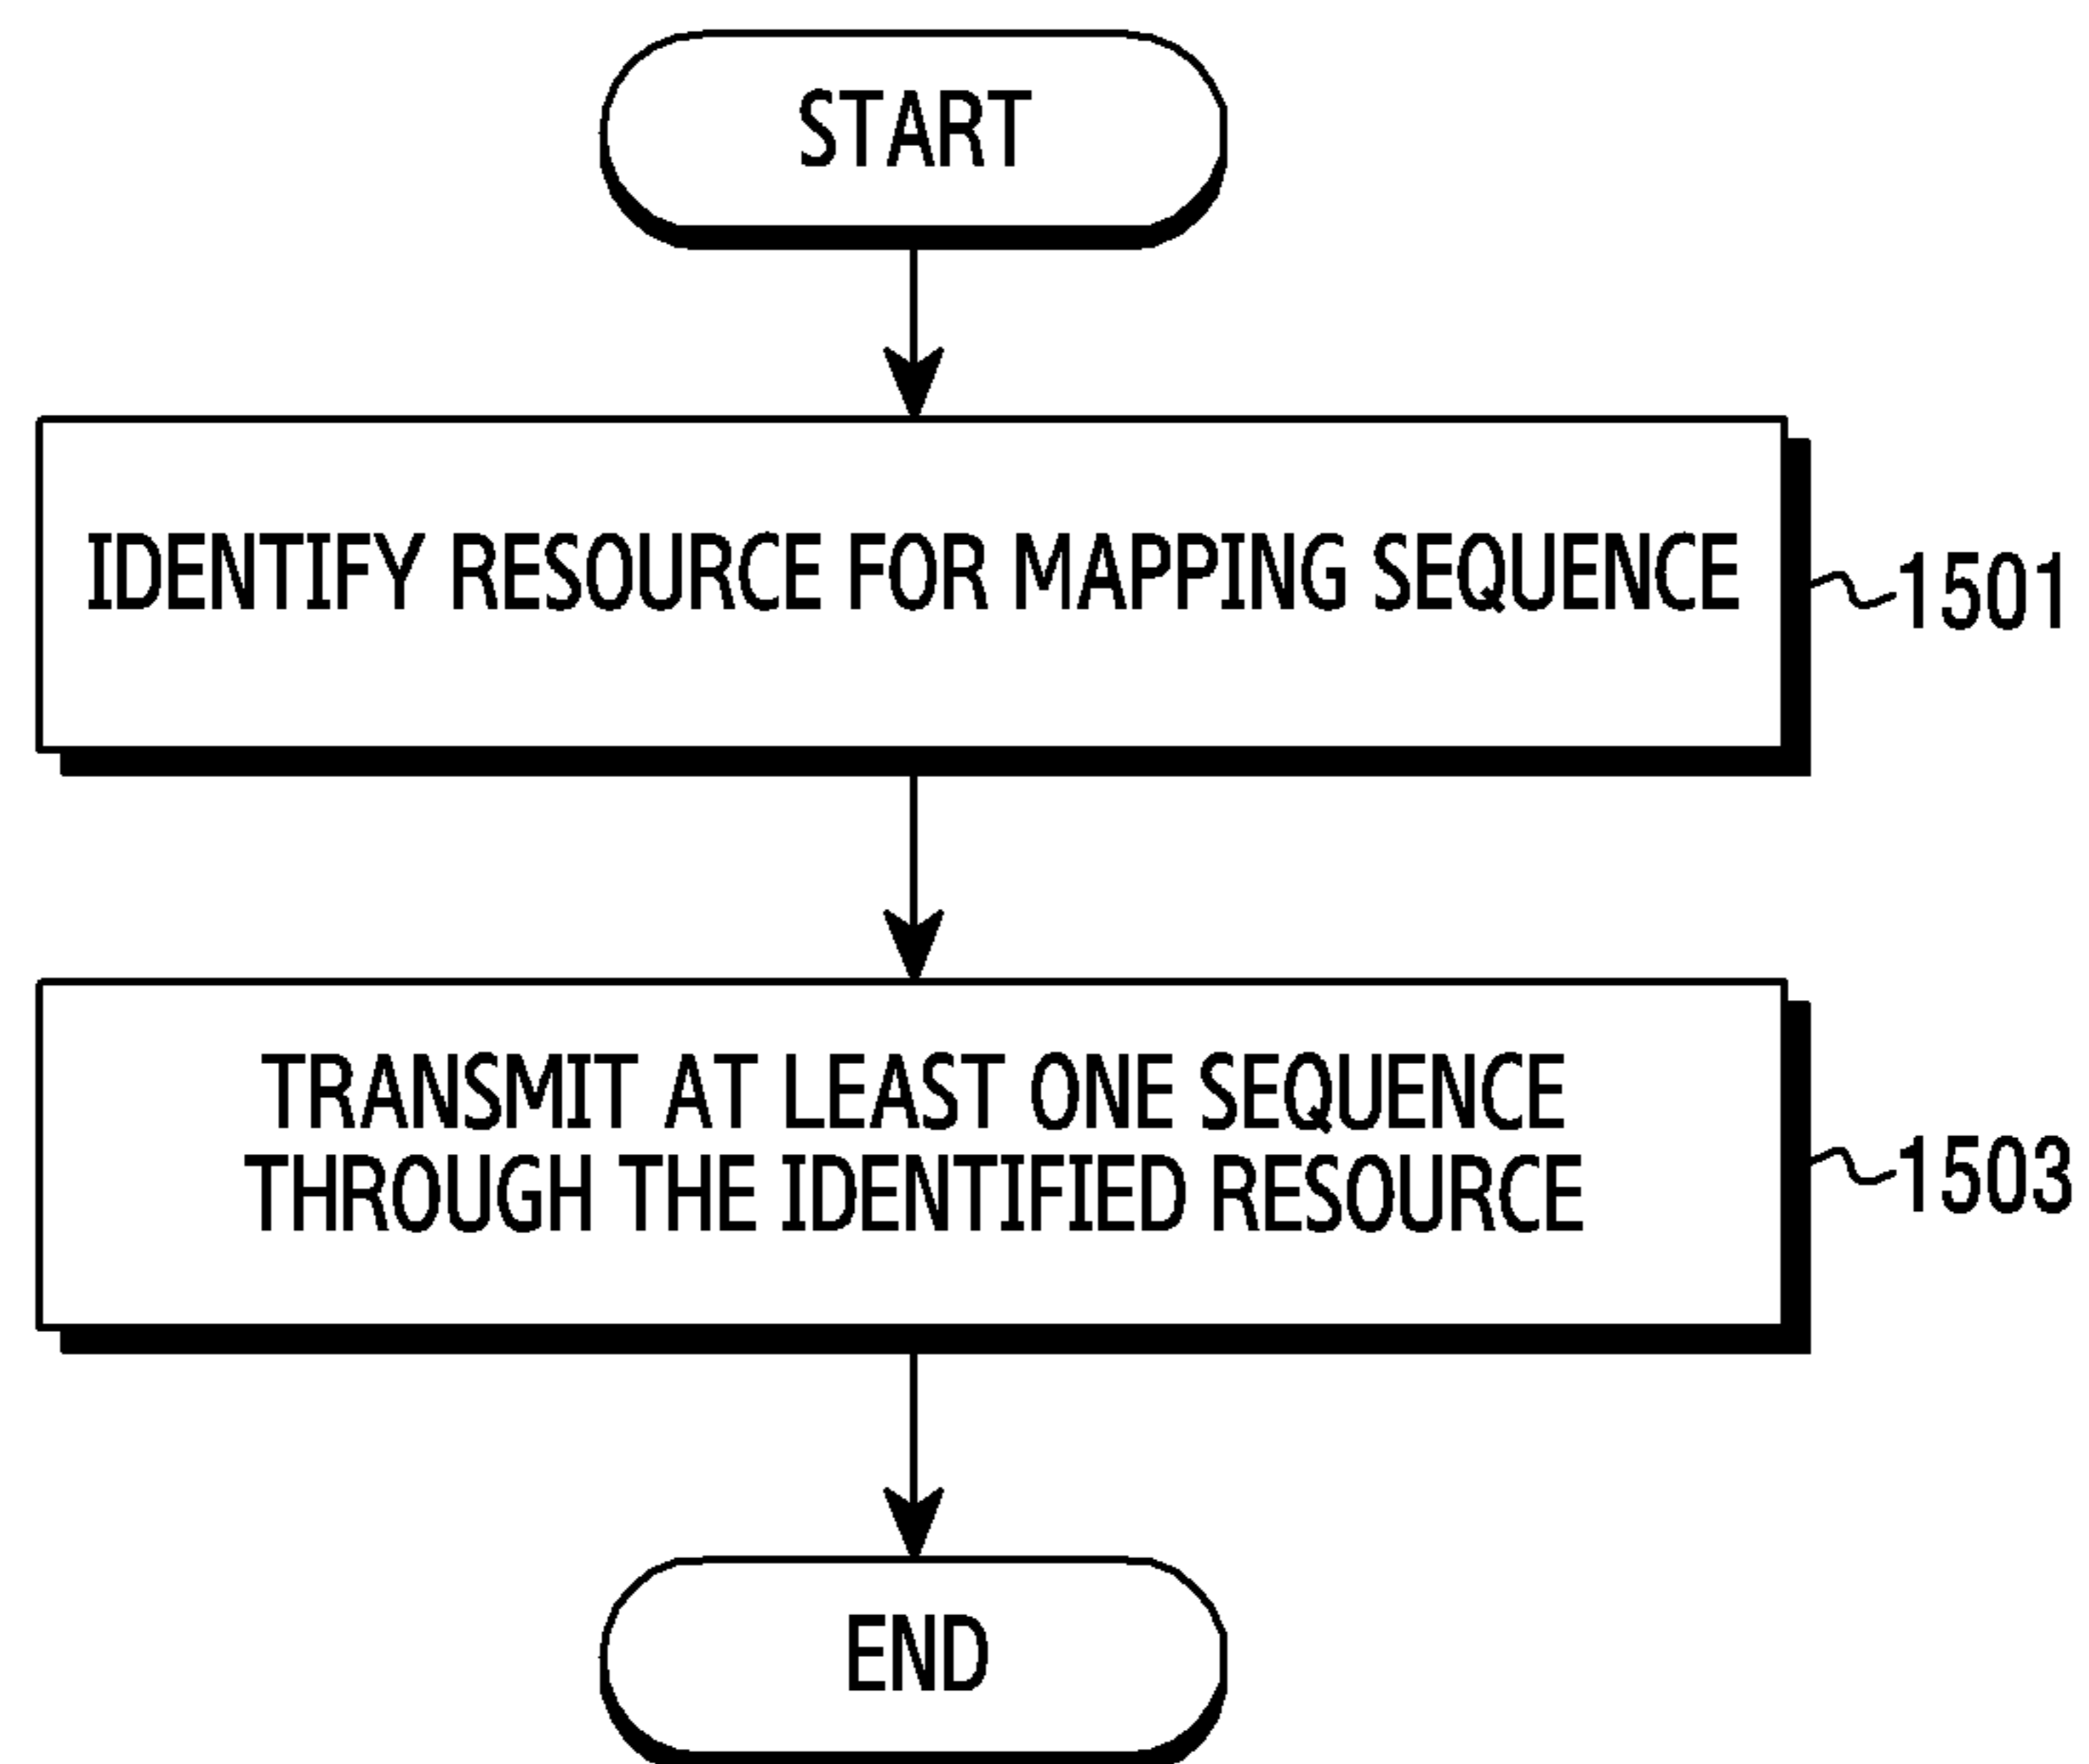 START
IDENTIFY RESOURCE FOR MAPPING SEQUENCE
1501
TRANSMIT AT LEAST ONE SEQUENCE
THROUGH THE IDENTIFIED RESOURCE
1503
END